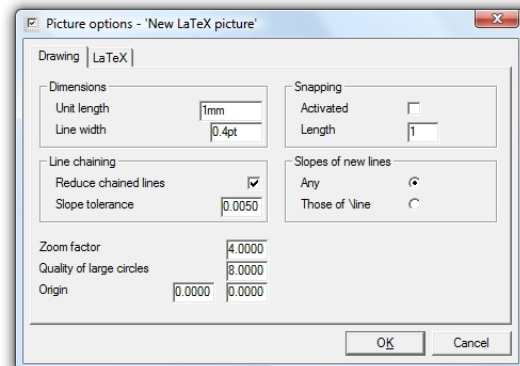 Picture options - 'New LaTeX picture'
Drawing LaTeX
Dimensions
Unit length 1mm
Line width 0.4pt
Snapping
Activated
Length 1
Line chaining
Reduce chained lines
Slope tolerance 0.0050
Slopes of new lines
Any
Those of \line
Zoom factor 4.0000
Quality of large circles 8.0000
Origin 0.0000 0.0000
OK Cancel